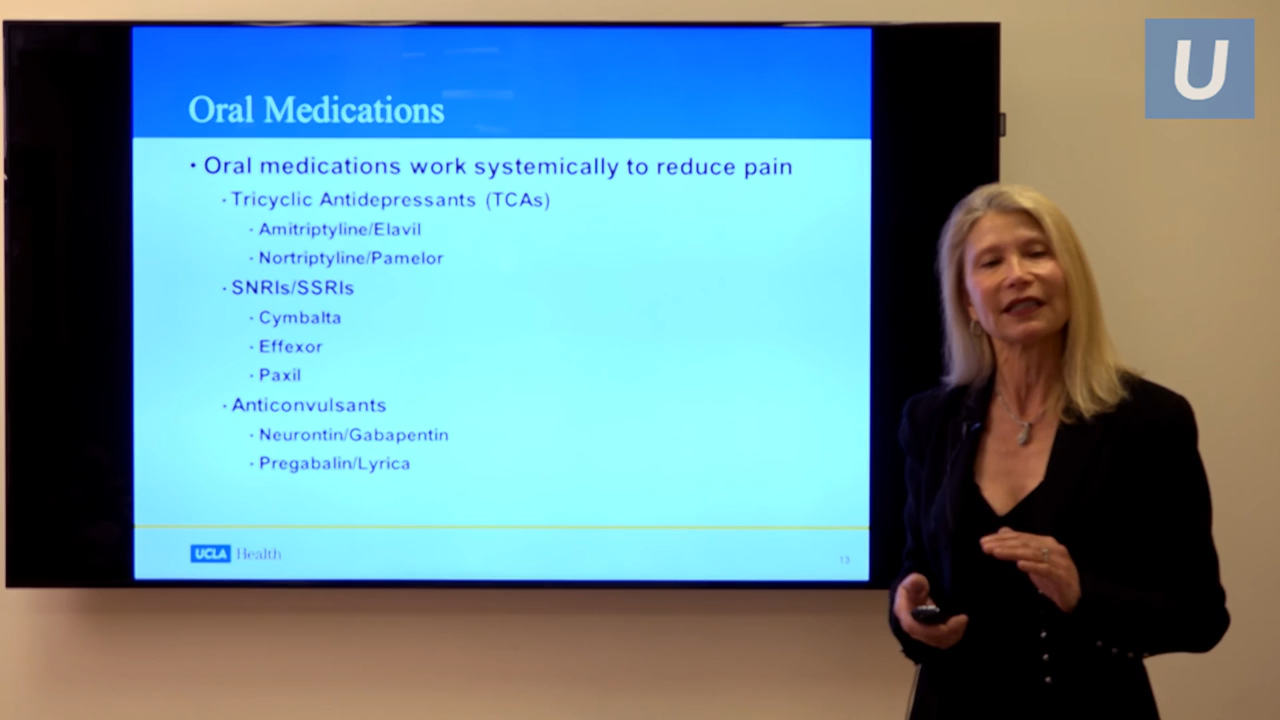 U
Oral Medications
• Oral medications work systemically to reduce pain
· Tricyclic Antidepressants (TCAs)
· Amitriptyline/Elavil
· Nortriptyline/Pamelor
· SNRIs/SSRIs
· Cymbalta
· Effexor
· Paxil
· Anticonvulsants
· Neurontin/Gabapentin
· Pregabalin/Lyrica
UCLA Health
13